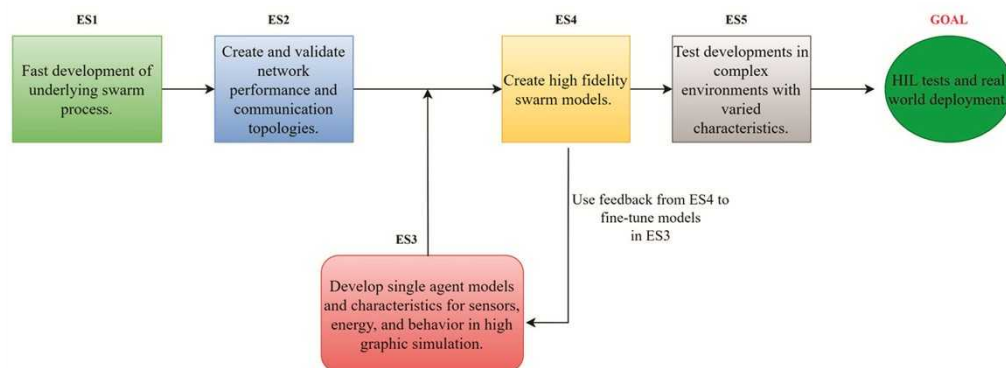 ES1
Fast development of
underlying swarm
process.
ES2
Create and validate
network
performance and
communication
topologies.
ES4
Create high fidelity
swarm models.
ES5
Test developments in
complex
environments with
varied
characteristics.
GOAL
HIL tests and real
world deployment
Use feedback from ES4 to
fine-tune models
in ES3
ES3
Develop single agent models
and characteristics for sensors,
energy, and behavior in high
graphic simulation.